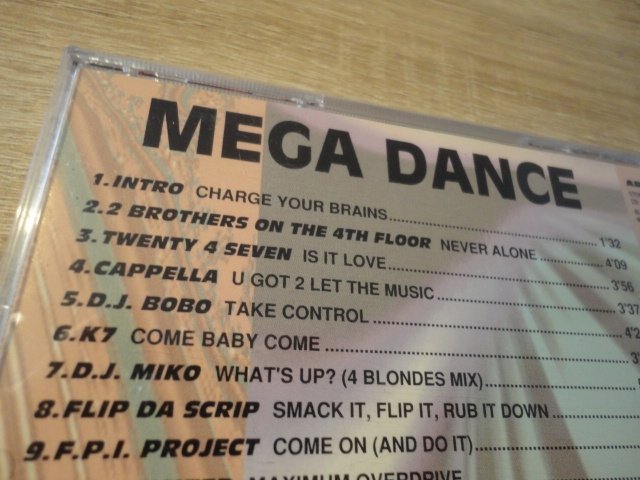 MEGA DANCE
1.INTRO CHARGE YOUR BRAINS.................1'32
2.2 BROTHERS ON THE 4TH FLOOR NEVER ALONE..........4'09
3.TWENTY 4 SEVEN IS IT LOVE..............................3'56
4.CAPPELLA U GOT 2 LET THE MUSIC..............................3'37
5.D.J. BOBO TAKE CONTROL........................................
6.K7 COME BABY COME........................................
7.D.J. MIKO WHAT'S UP? (4 BLONDES MIX)....................
8.FLIP DA SCRIP SMACK IT, FLIP IT, RUB IT DOWN..........
9.F.P.I. PROJECT COME ON (AND DO IT)....................
MAXIMUM OVERDRIVE